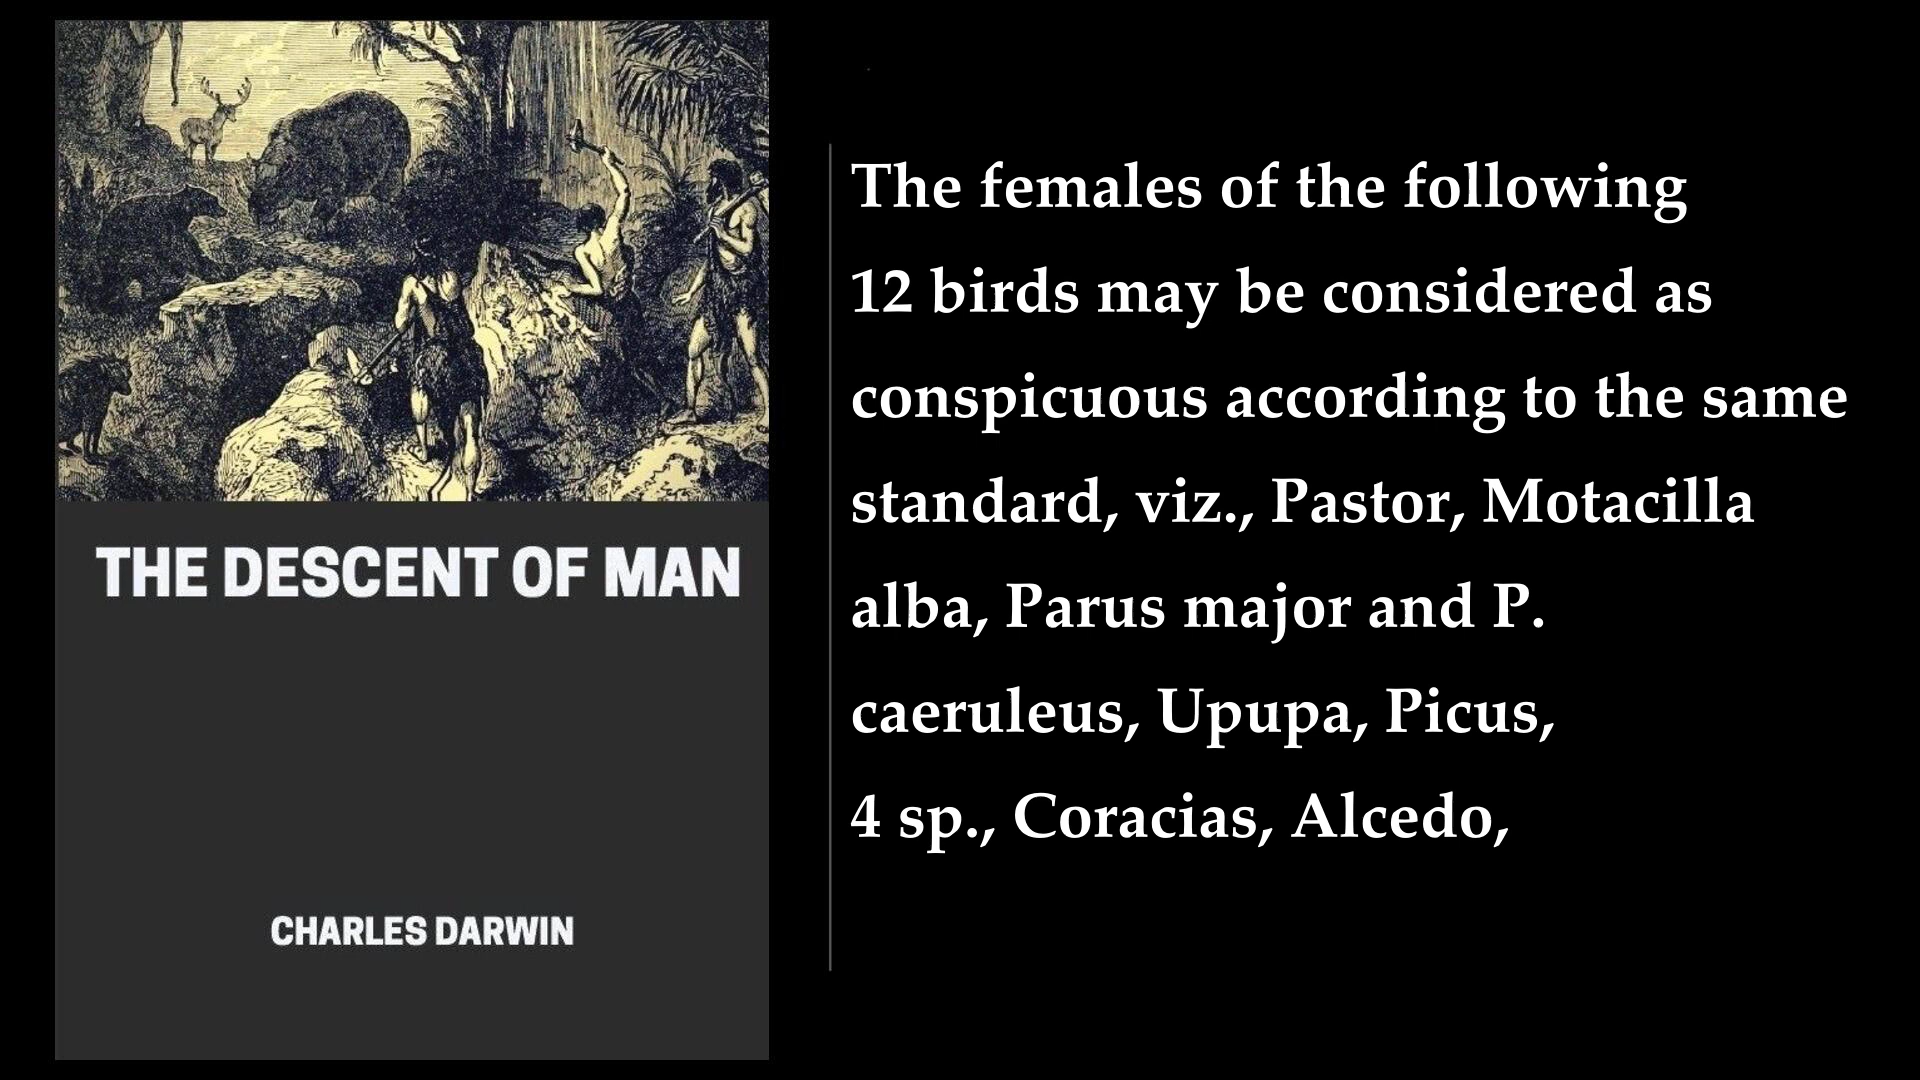 THE DESCENT OF MAN
CHARLES DARWIN
The females of the following
12 birds may be considered as
conspicuous according to the same
standard, viz., Pastor, Motacilla
alba, Parus major and P.
caeruleus, Upupa, Picus,
4 sp., Coracias, Alcedo,